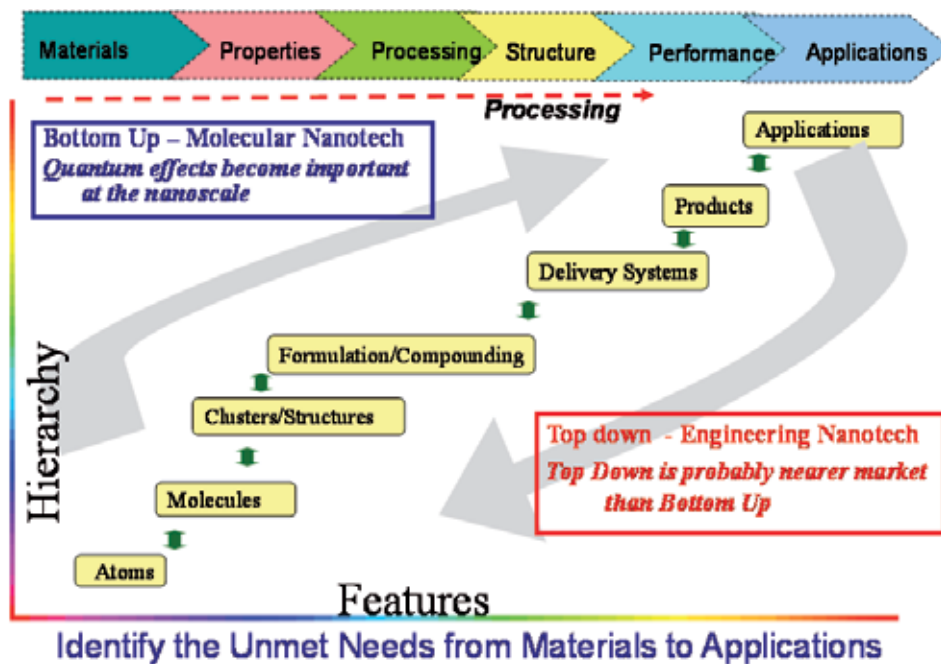 Materials
Properties
Processing
Structure
Performance
Applications
Processing
Bottom Up – Molecular Nanotech
Quantum effects become important
at the nanoscale
Applications
Products
Delivery Systems
Formulation/Compounding
Clusters/Structures
Molecules
Atoms
Top down - Engineering Nanotech
Top Down is probably nearer market
than Bottom Up
Hierarchy
Features
Identify the Unmet Needs from Materials to Applications